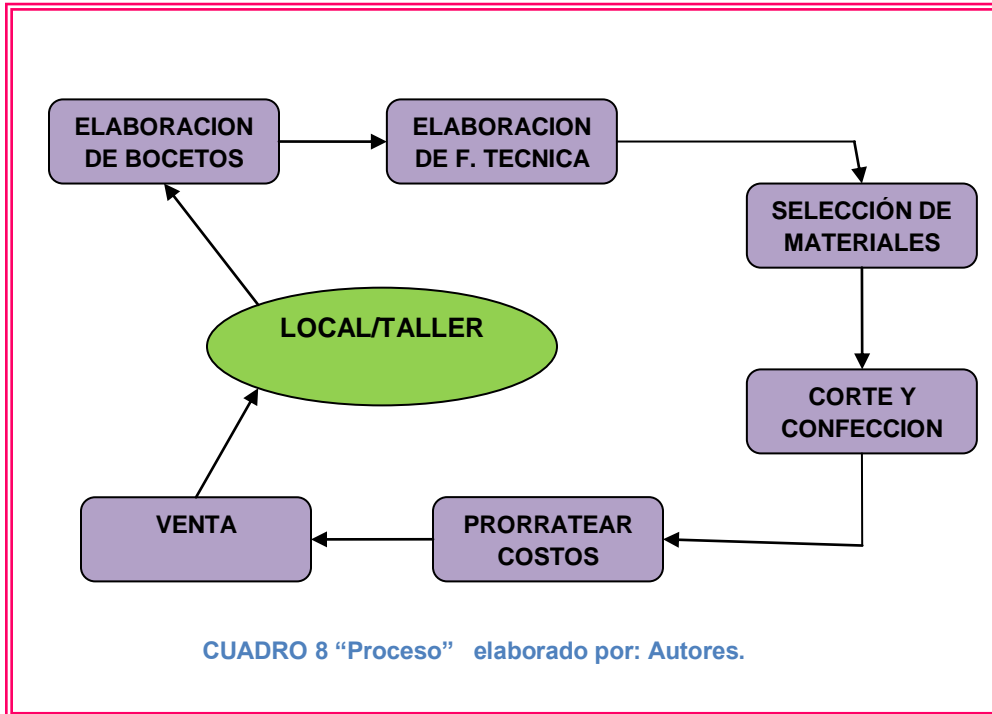 ELABORACION
DE BOCETOS
ELABORACION
DE F. TECNICA
SELECCIÓN DE
MATERIALES
LOCAL/TALLER
CORTE Y
CONFECCION
VENTA
PRORRATEAR
COSTOS
CUADRO 8 “Proceso” elaborado por: Autores.